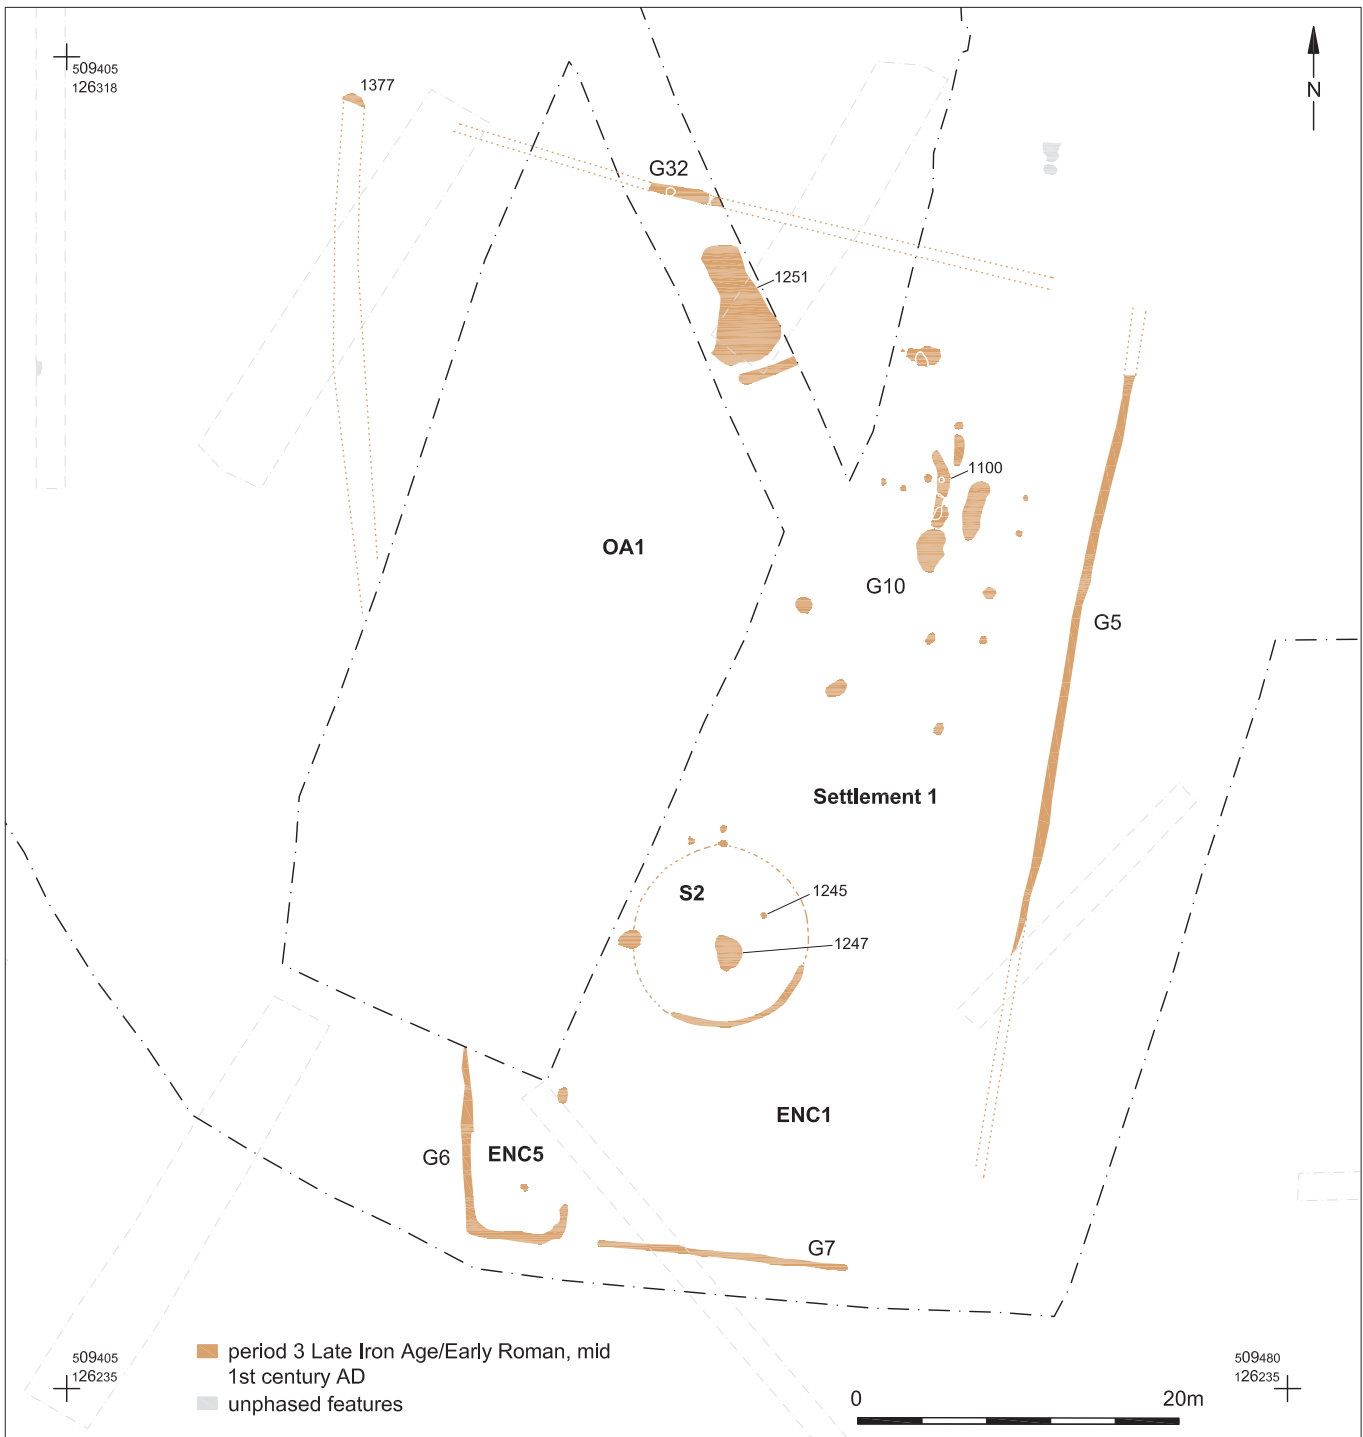 509405
126318
1377
N
G32
1251
1100
OA1
G10
G5
Settlement 1
S2
1245
1247
ENC1
G6
ENC5
G7
509405
126235
period 3 Late Iron Age/Early Roman, mid
1st century AD
unphased features
509480
126235
0
20m